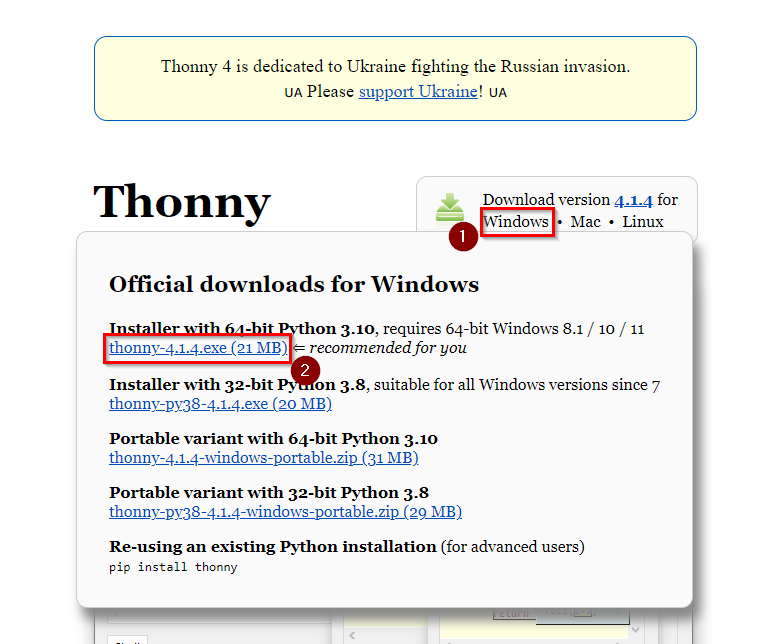 Thonny 4 is dedicated to Ukraine fighting the Russian invasion.
UA Please support Ukraine! UA
Thonny
Download version 4.1.4 for
Windows • Mac • Linux
1
Official downloads for Windows
Installer with 64-bit Python 3.10, requires 64-bit Windows 8.1 / 10 / 11
thonny-4.1.4.exe (21 MB) ⇐ recommended for you
2
Installer with 32-bit Python 3.8, suitable for all Windows versions since 7
thonny-py38-4.1.4.exe (20 MB)
Portable variant with 64-bit Python 3.10
thonny-4.1.4-windows-portable.zip (31 MB)
Portable variant with 32-bit Python 3.8
thonny-py38-4.1.4-windows-portable.zip (29 MB)
Re-using an existing Python installation (for advanced users)
pip install thonny
return